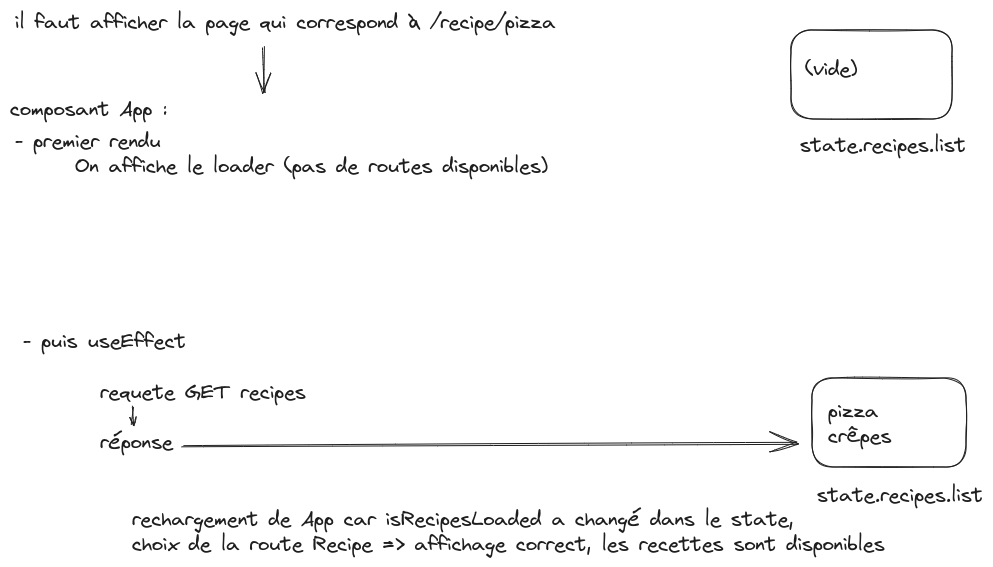 il faut afficher la page qui correspond à /recipe/pizza
(vide)
state.recipes.list
composant App :
- premier rendu
On affiche le loader (pas de routes disponibles)
- puis useEffect
requete GET recipes
réponse
pizza
crêpes
state.recipes.list
rechargement de App car isRecipesLoaded a changé dans le state,
choix de la route Recipe => affichage correct, les recettes sont disponibles